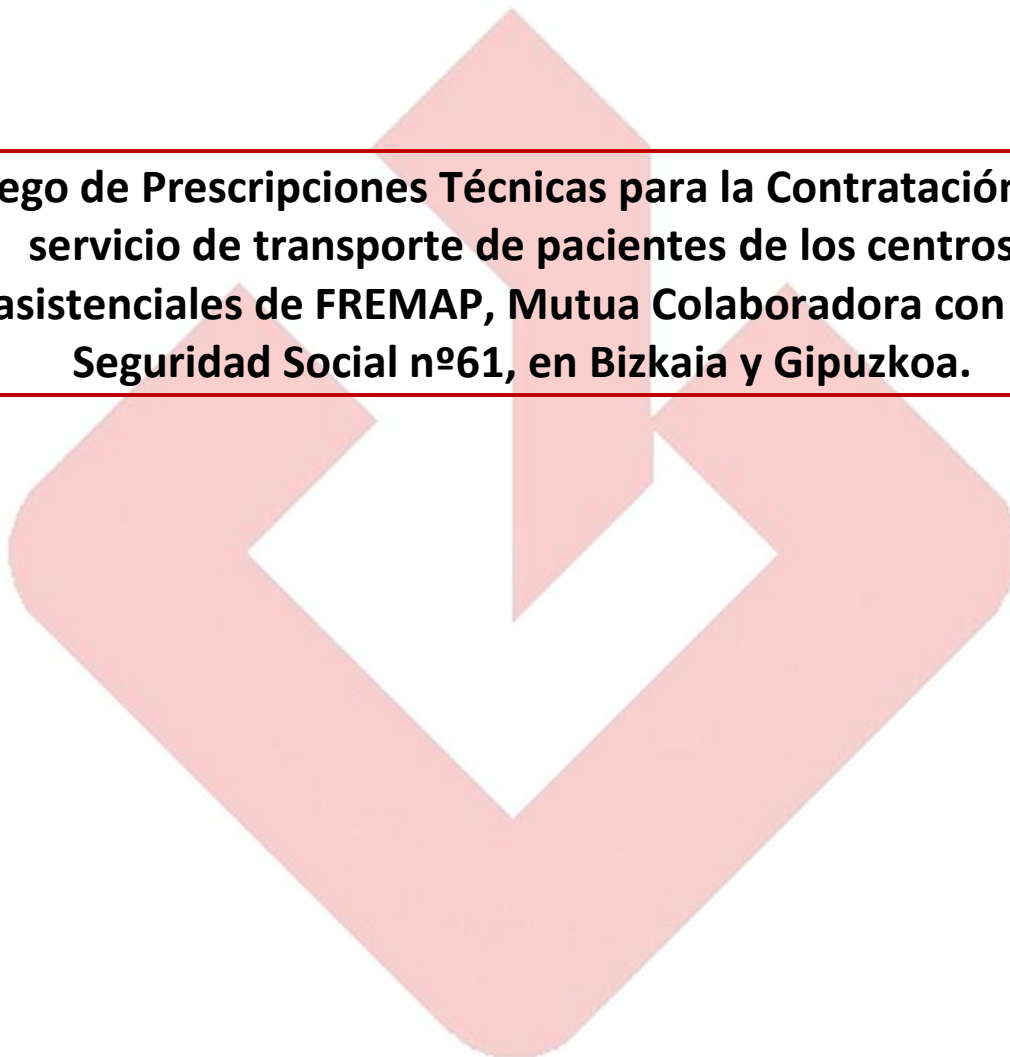 ego de Prescripciones Técnicas para la Contratación
servicio de transporte de pacientes de los centros
asistenciales de FREMAP, Mutua Colaboradora con
Seguridad Social nº61, en Bizkaia y Gipuzkoa.